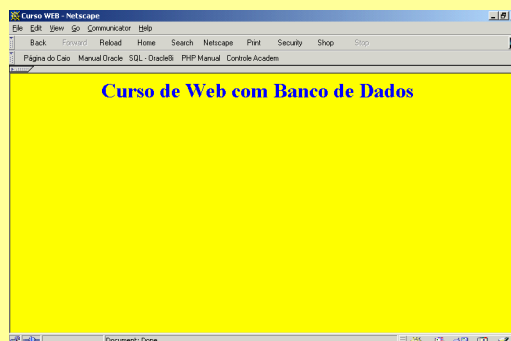 Curso WEB - Netscape
File Edit View Go Communicator Help
Back Forward Reload Home Search Netscape Print Security Shop Stop
Página do Caio Manual Oracle SQL - Oracle8i PHP Manual Controle Academ
Curso de Web com Banco de Dados
Document: Done